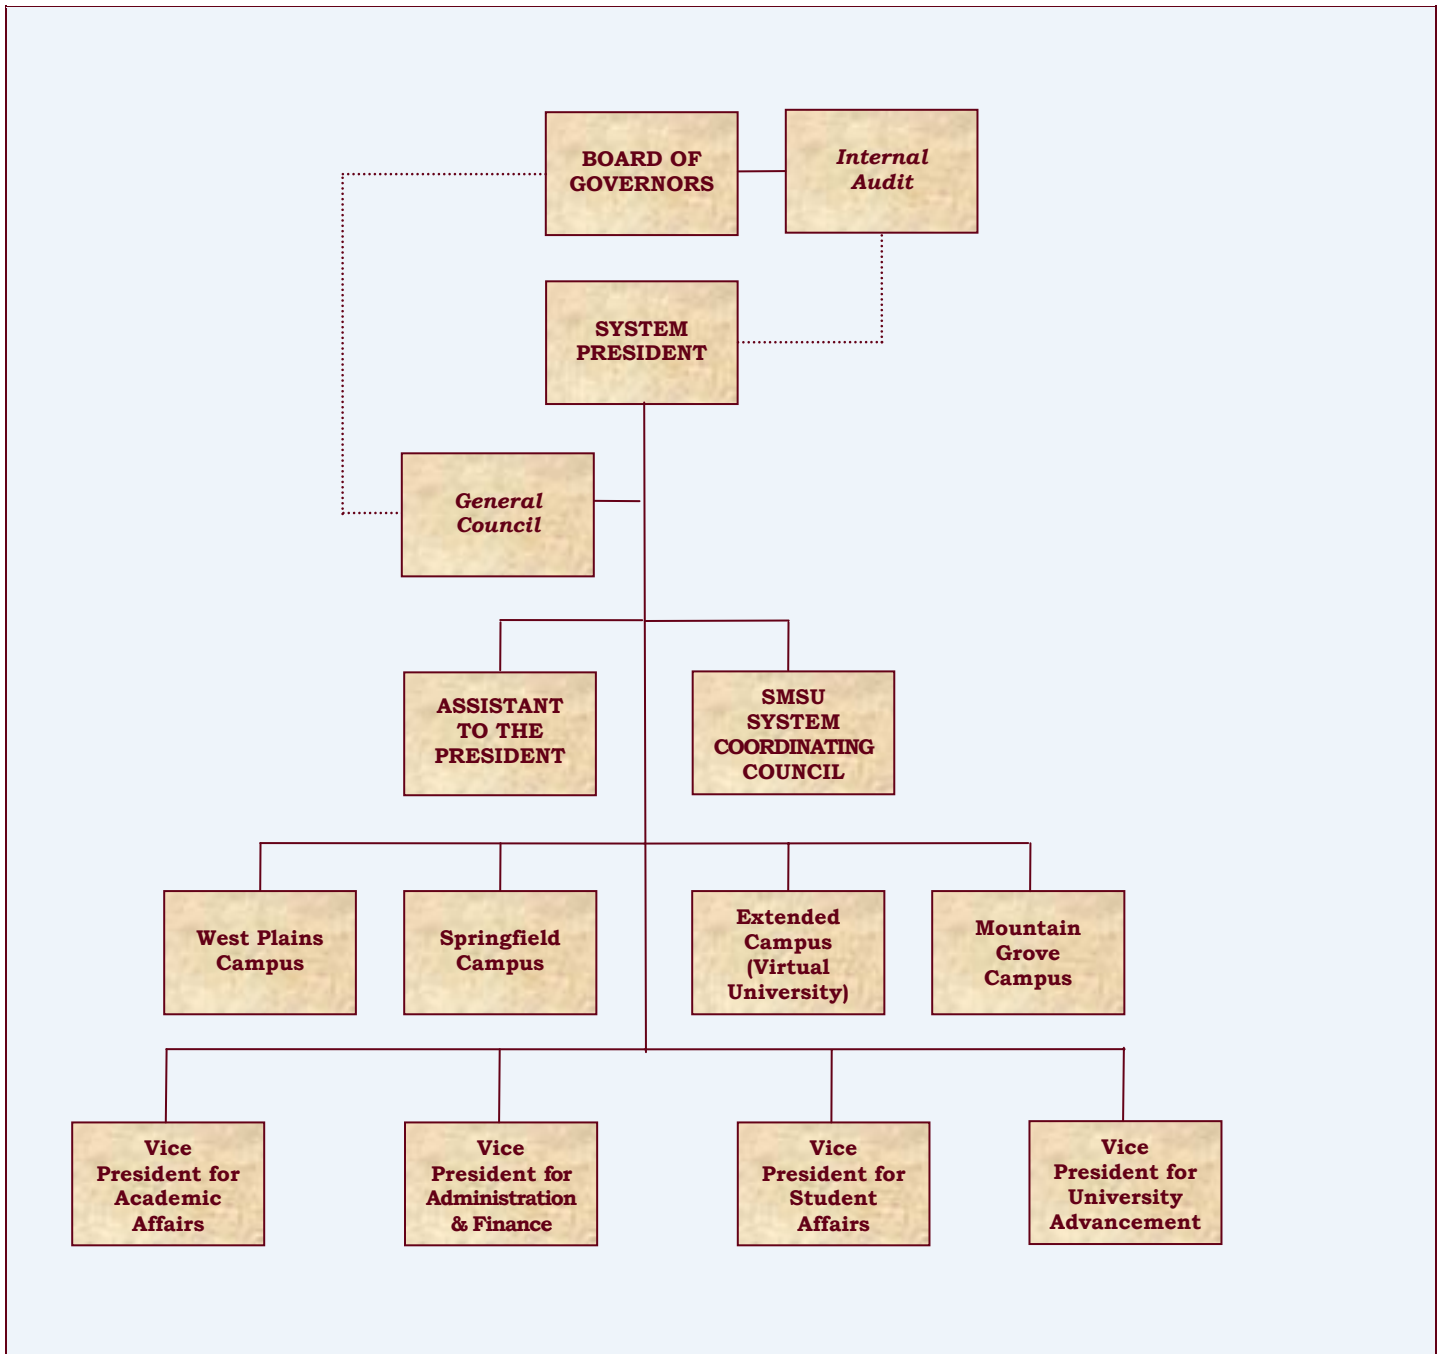 BOARD OF
GOVERNORS
Internal
Audit
SYSTEM
PRESIDENT
General
Council
ASSISTANT
TO THE
PRESIDENT
SMSU
SYSTEM
COORDINATING
COUNCIL
West Plains
Campus
Springfield
Campus
Extended
Campus
(Virtual
University)
Mountain
Grove
Campus
Vice
President for
Academic
Affairs
Vice
President for
Administration
& Finance
Vice
President for
Student
Affairs
Vice
President for
University
Advancement